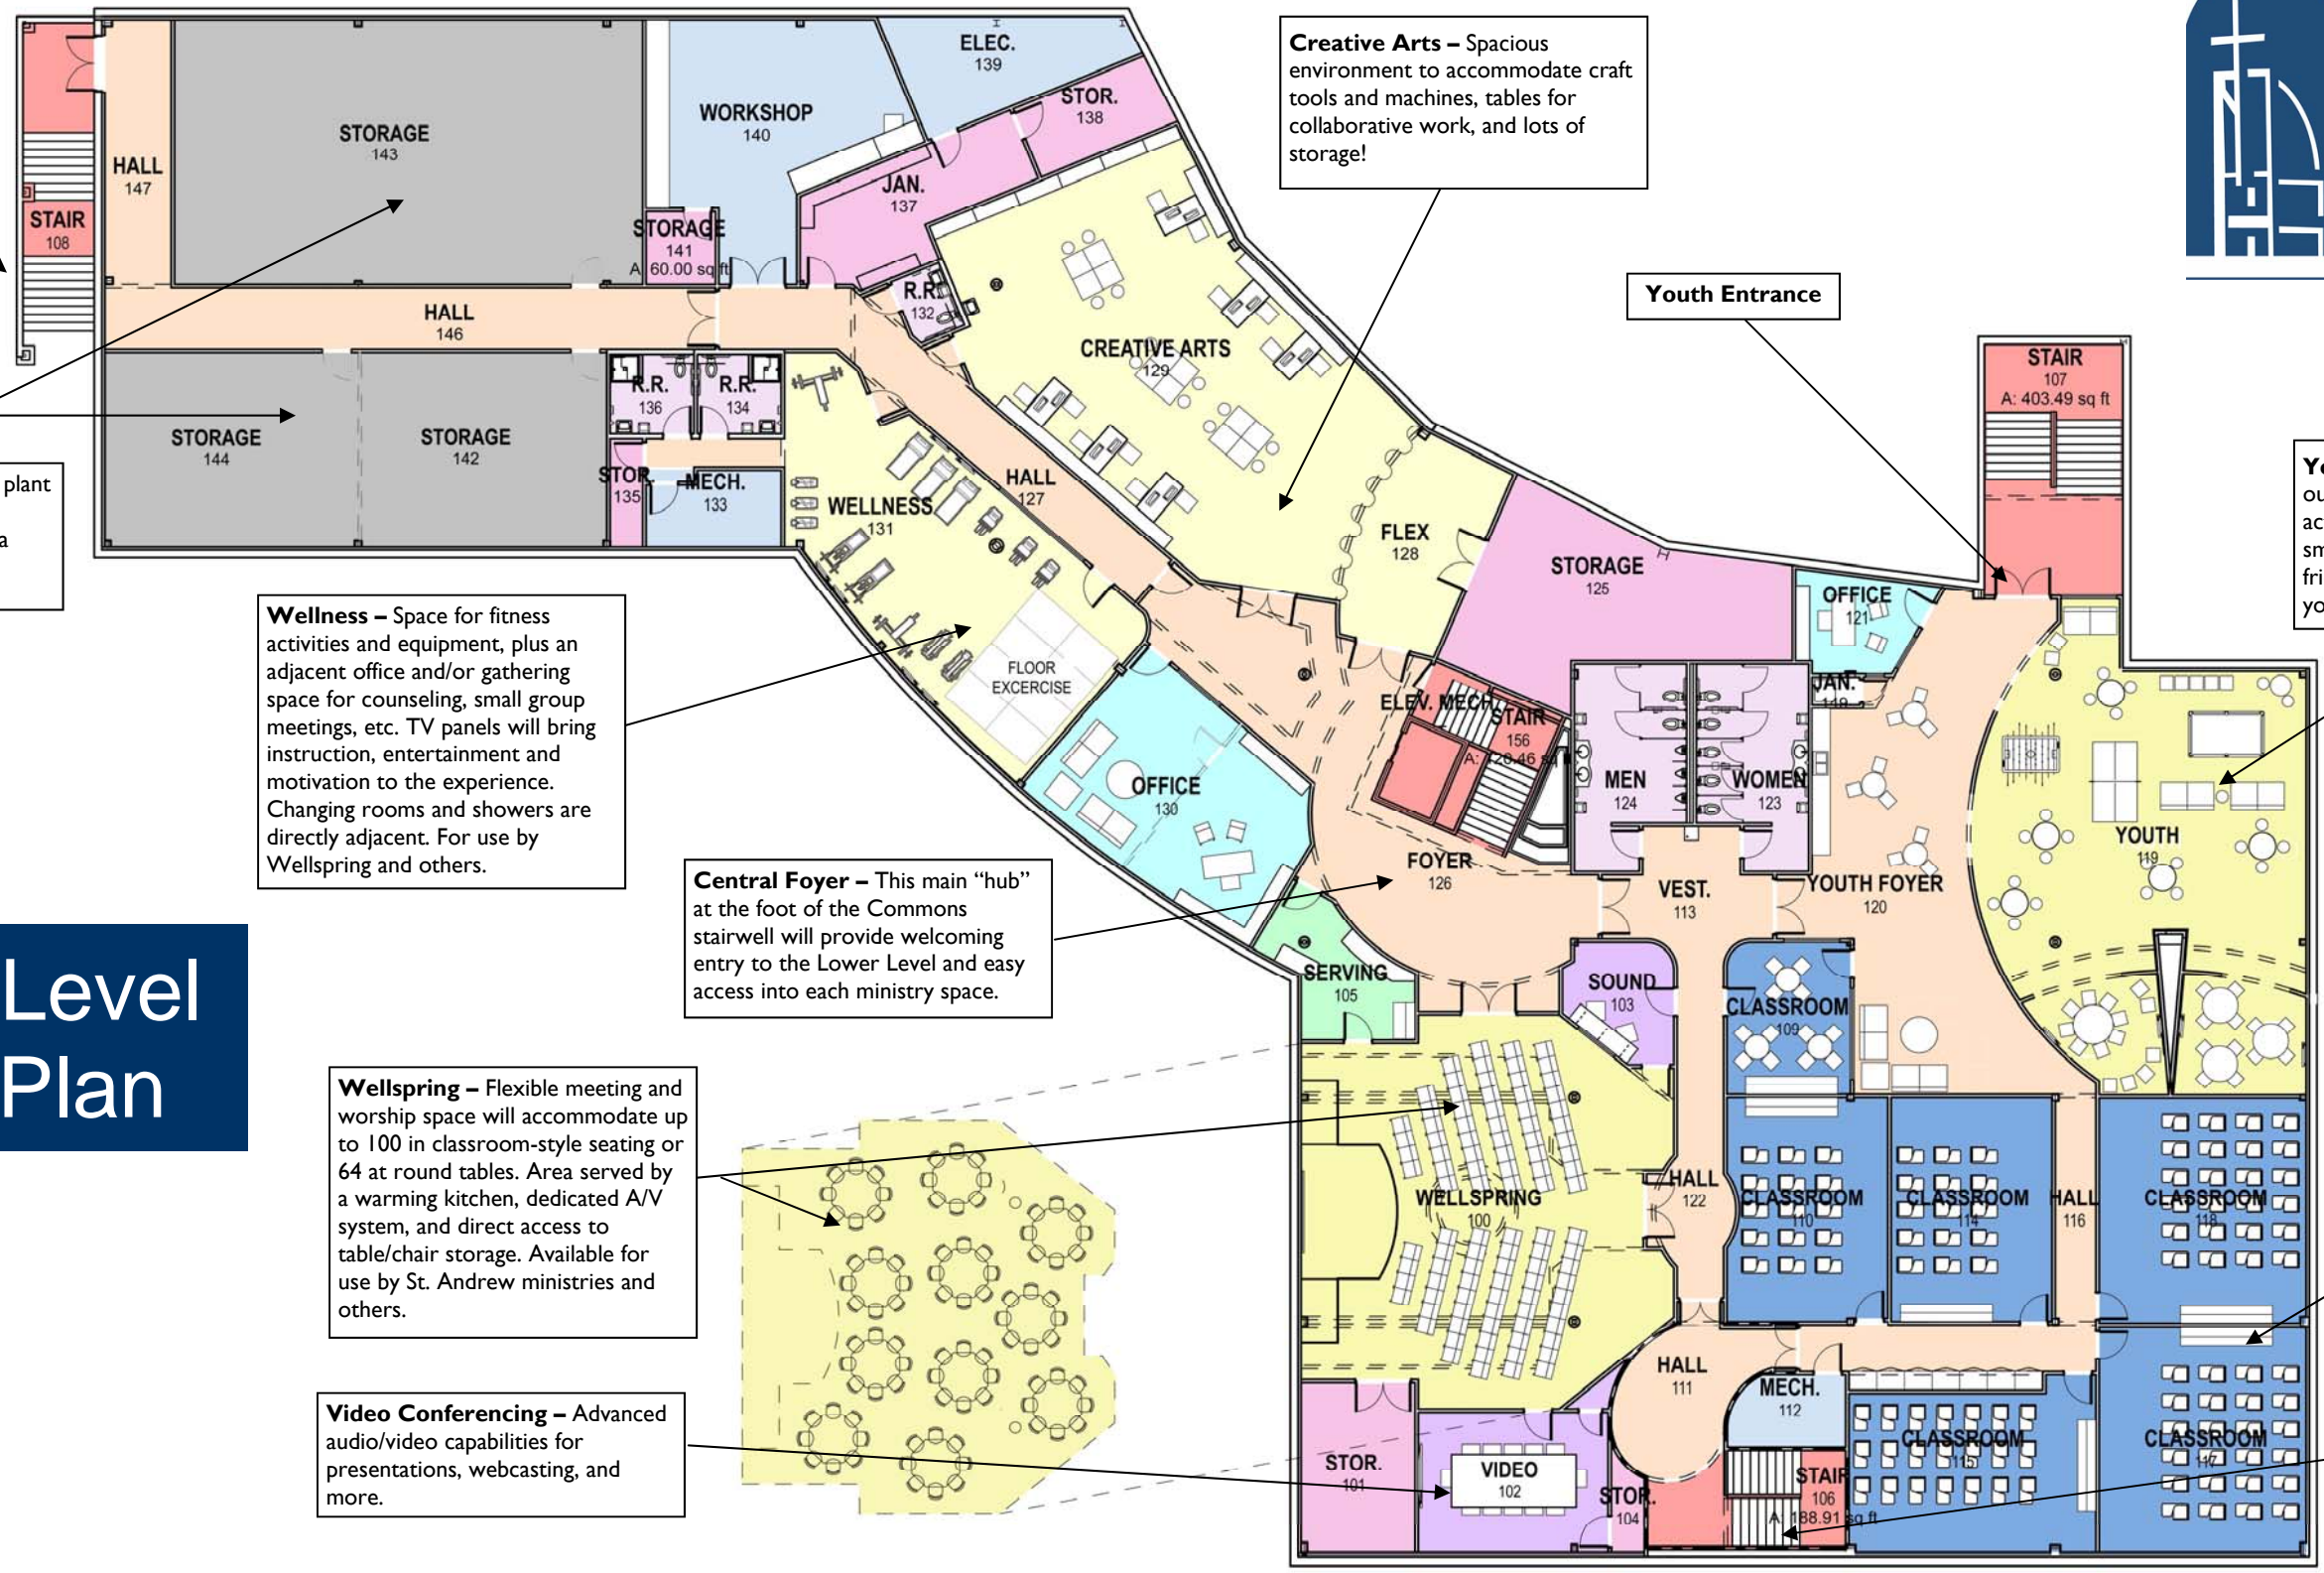 ELEC.
139
STOR.
138
WORKSHOP
140
STORAGE
143
HALL
147
STAIR
108
JAN.
137
STORAGE
141
A: 60.00 sq ft
R.R.
132
HALL
146
Creative Arts – Spacious
environment to accommodate craft
tools and machines, tables for
collaborative work, and lots of
storage!
Youth Entrance
CREATIVE ARTS
129
STAIR
107
A: 403.49 sq ft
R.R.
136
R.R.
134
STORAGE
144
STORAGE
142
STOR.
135
MECH.
133
WELLNESS
131
HALL
127
FLEX
128
STORAGE
125
OFFICE
121
plant
a
Wellness – Space for fitness
activities and equipment, plus an
adjacent office and/or gathering
space for counseling, small group
meetings, etc. TV panels will bring
instruction, entertainment and
motivation to the experience.
Changing rooms and showers are
directly adjacent. For use by
Wellspring and others.
FLOOR
EXCERCISE
JAN.
ELEV. MECH.
STAIR
156
OFFICE
130
MEN
124
WOMEN
123
YOUTH
119
Central Foyer – This main “hub”
at the foot of the Commons
stairwell will provide welcoming
entry to the Lower Level and easy
access into each ministry space.
FOYER
126
VEST.
113
YOUTH FOYER
120
Level
Plan
SERVING
105
SOUND
103
CLASSROOM
109
Wellspring – Flexible meeting and
worship space will accommodate up
to 100 in classroom-style seating or
64 at round tables. Area served by
a warming kitchen, dedicated A/V
system, and direct access to
table/chair storage. Available for
use by St. Andrew ministries and
others.
WELLSPRING
100
HALL
122
CLASSROOM
110
CLASSROOM
114
HALL
116
CLASSROOM
118
HALL
111
MECH.
112
Video Conferencing – Advanced
audio/video capabilities for
presentations, webcasting, and
more.
STOR.
101
VIDEO
102
STOR.
104
STAIR
106
A: 188.91 sq ft
CLASSROOM
115
CLASSROOM
117